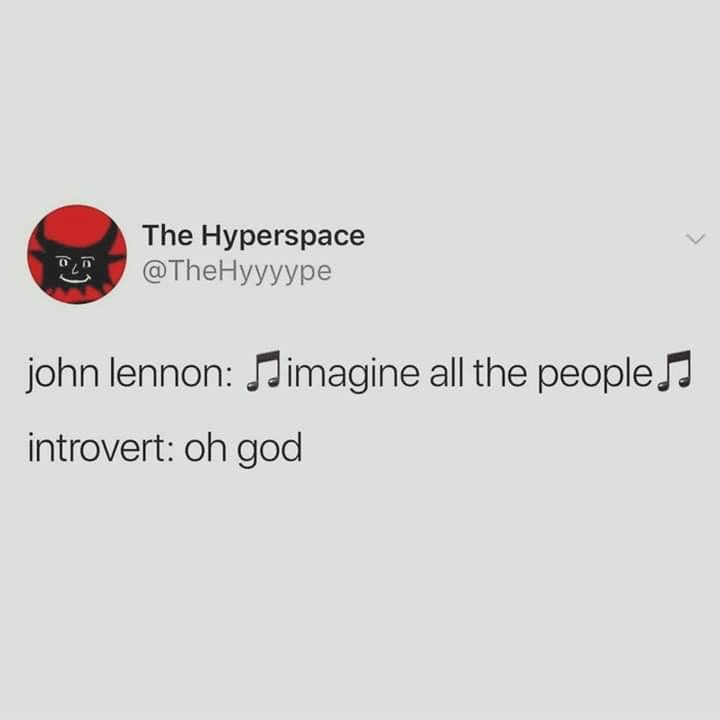 The Hyperspace
@TheHyyyype
john lennon: 🎵imagine all the people🎵
introvert: oh god